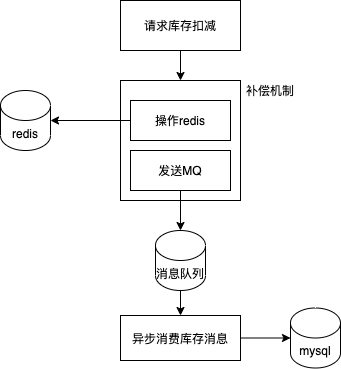 请求库存扣减
补偿机制
操作redis
redis
发送MQ
消息队列
异步消费库存消息
mysql